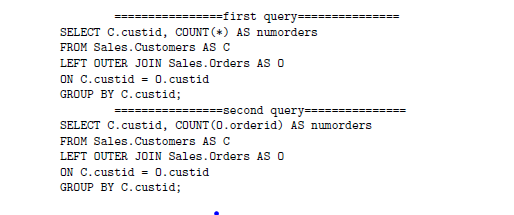 ================first query===============
SELECT C.custid, COUNT(*) AS numorders
FROM Sales.Customers AS C
LEFT OUTER JOIN Sales.Orders AS O
ON C.custid = O.custid
GROUP BY C.custid;
================second query===============
SELECT C.custid, COUNT(O.orderid) AS numorders
FROM Sales.Customers AS C
LEFT OUTER JOIN Sales.Orders AS O
ON C.custid = O.custid
GROUP BY C.custid;